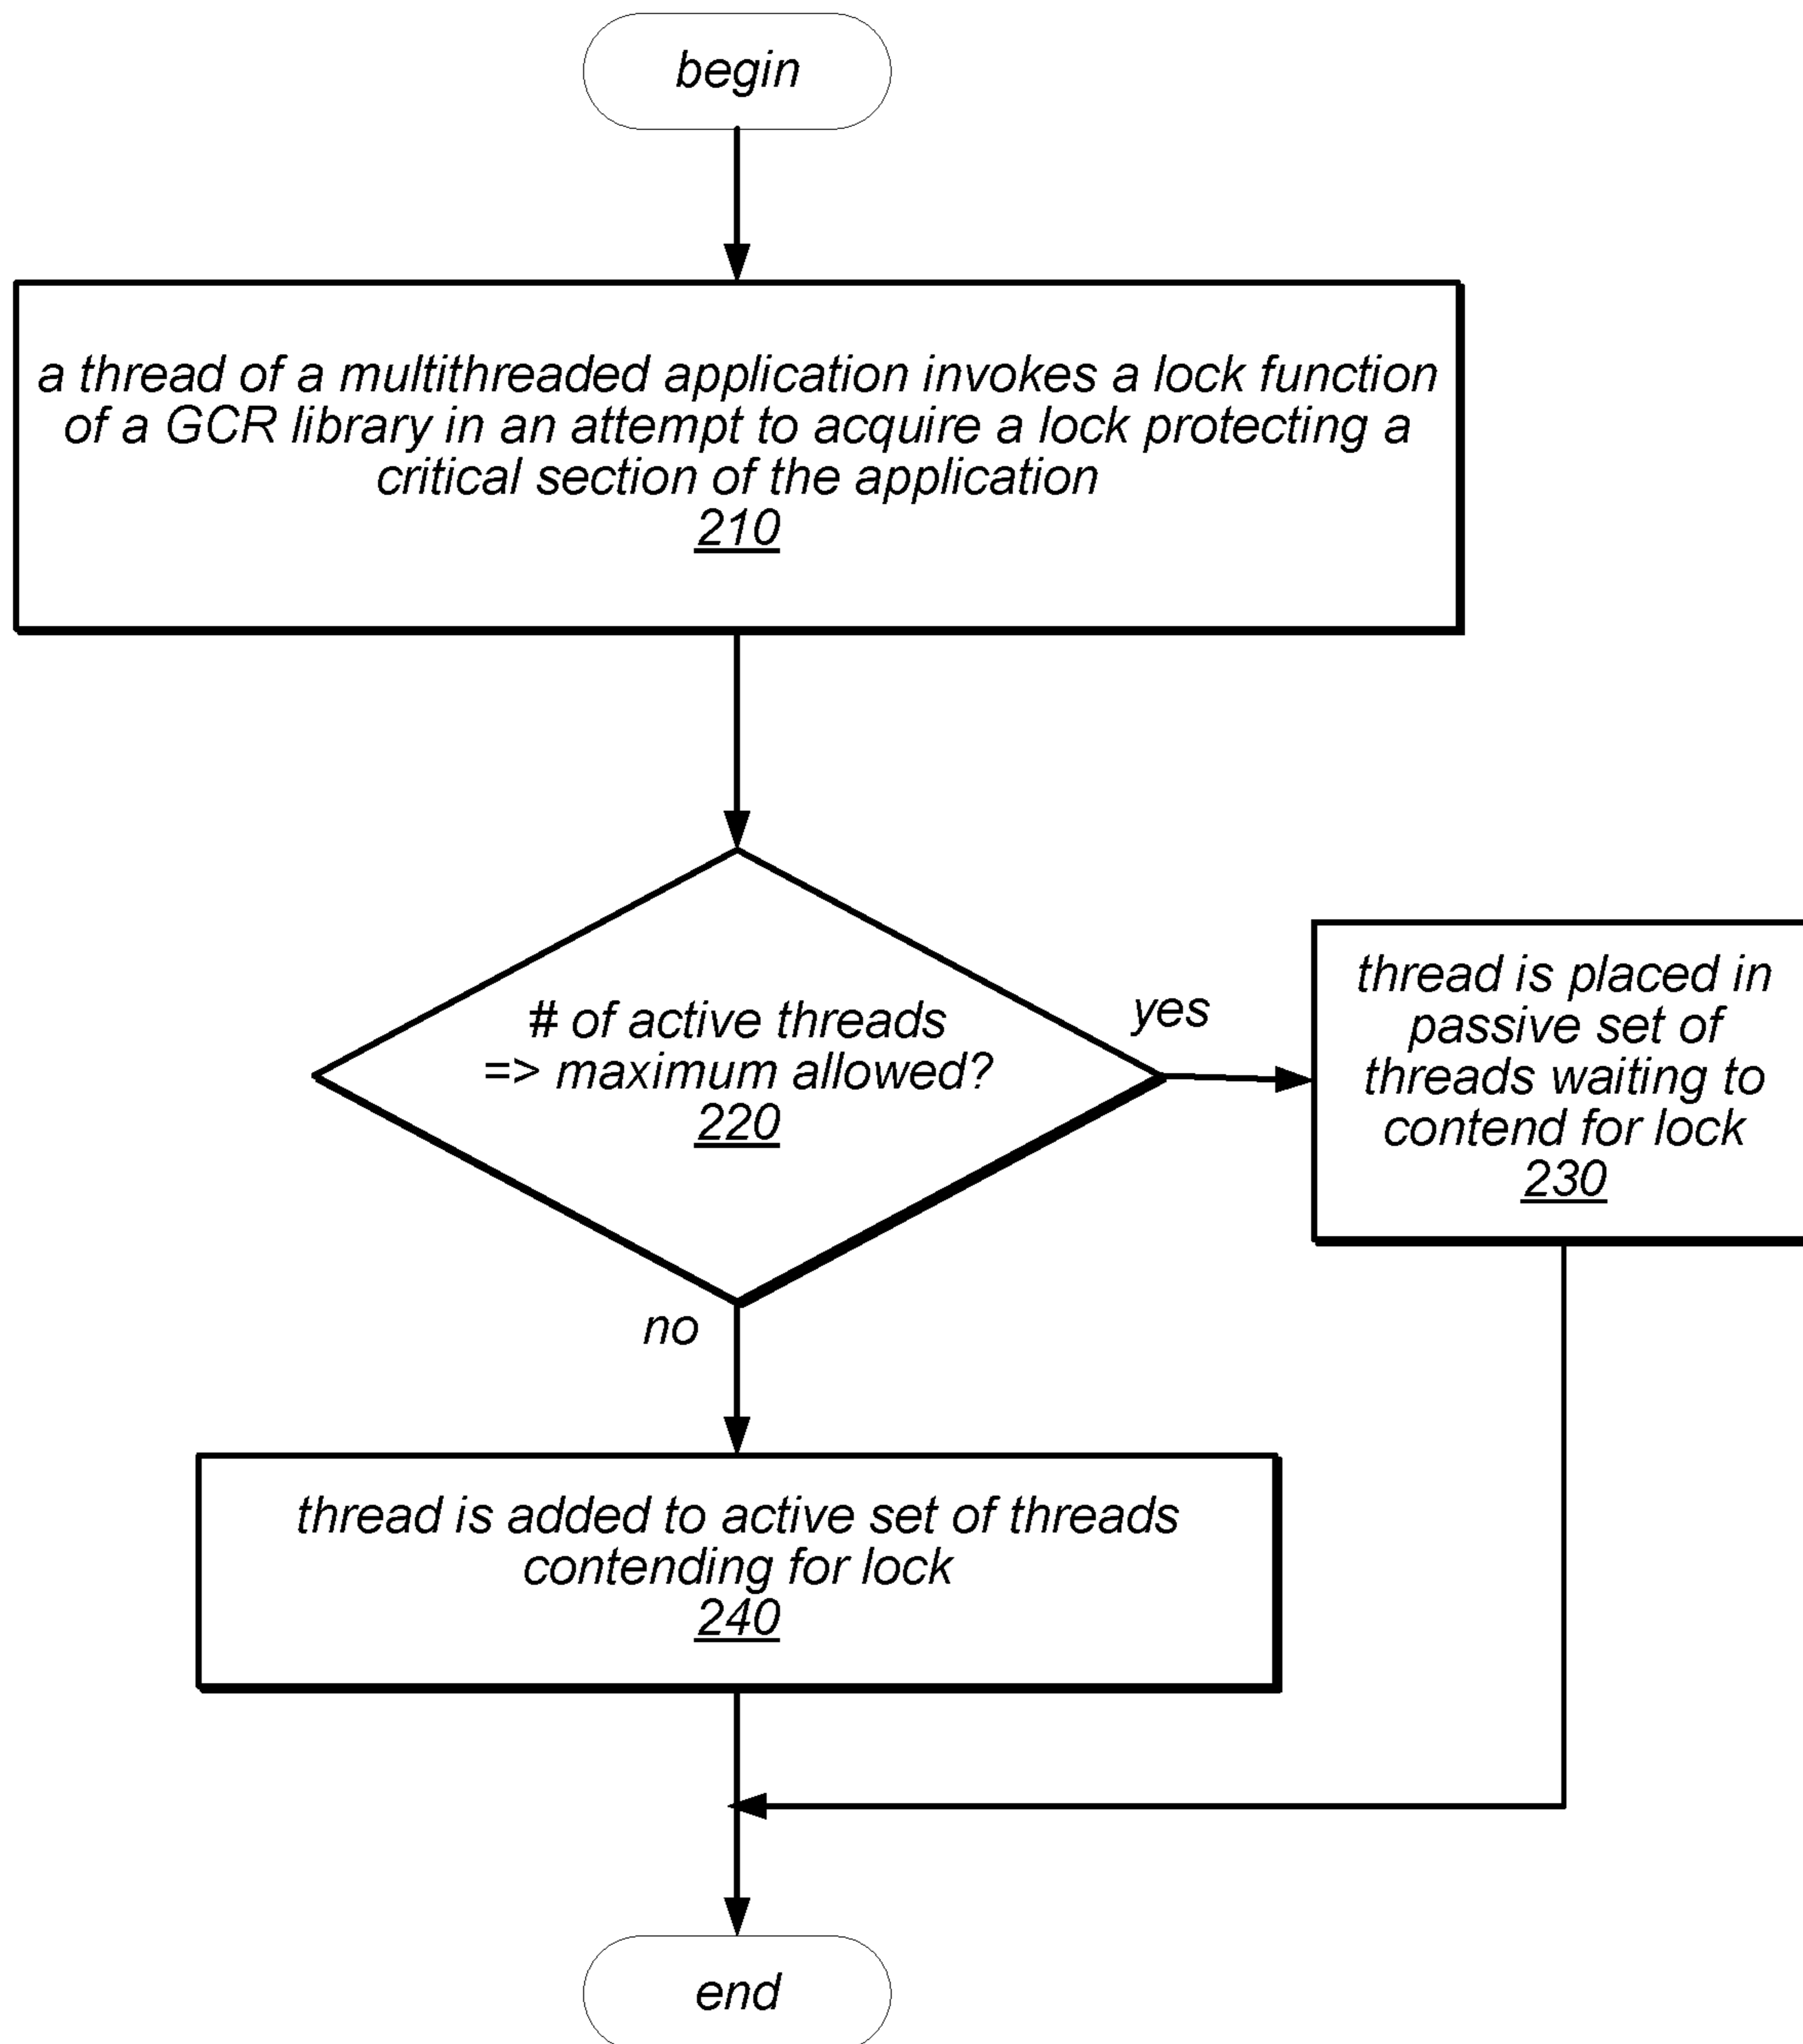 begin
a thread of a multithreaded application invokes a lock function
of a GCR library in an attempt to acquire a lock protecting a
critical section of the application
210
# of active threads
=> maximum allowed?
220
yes
thread is placed in
passive set of
threads waiting to
contend for lock
230
no
thread is added to active set of threads
contending for lock
240
end